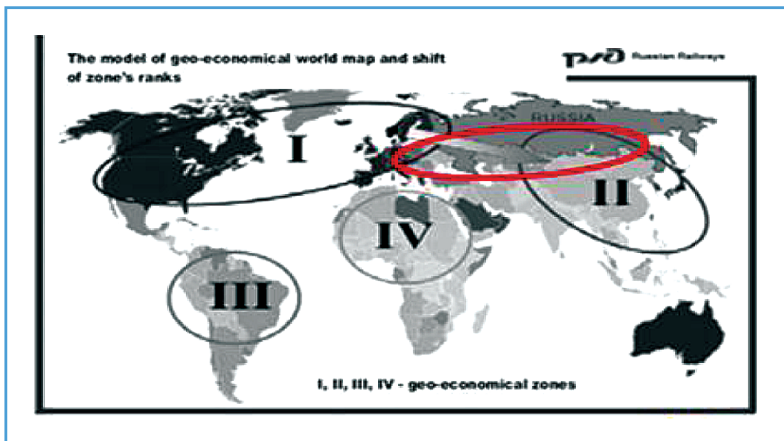 The model of geo-economical world map and shift
of zone's ranks
Russian Railways
RUSSIA
I
II
IV
III
I, II, III, IV - geo-economical zones